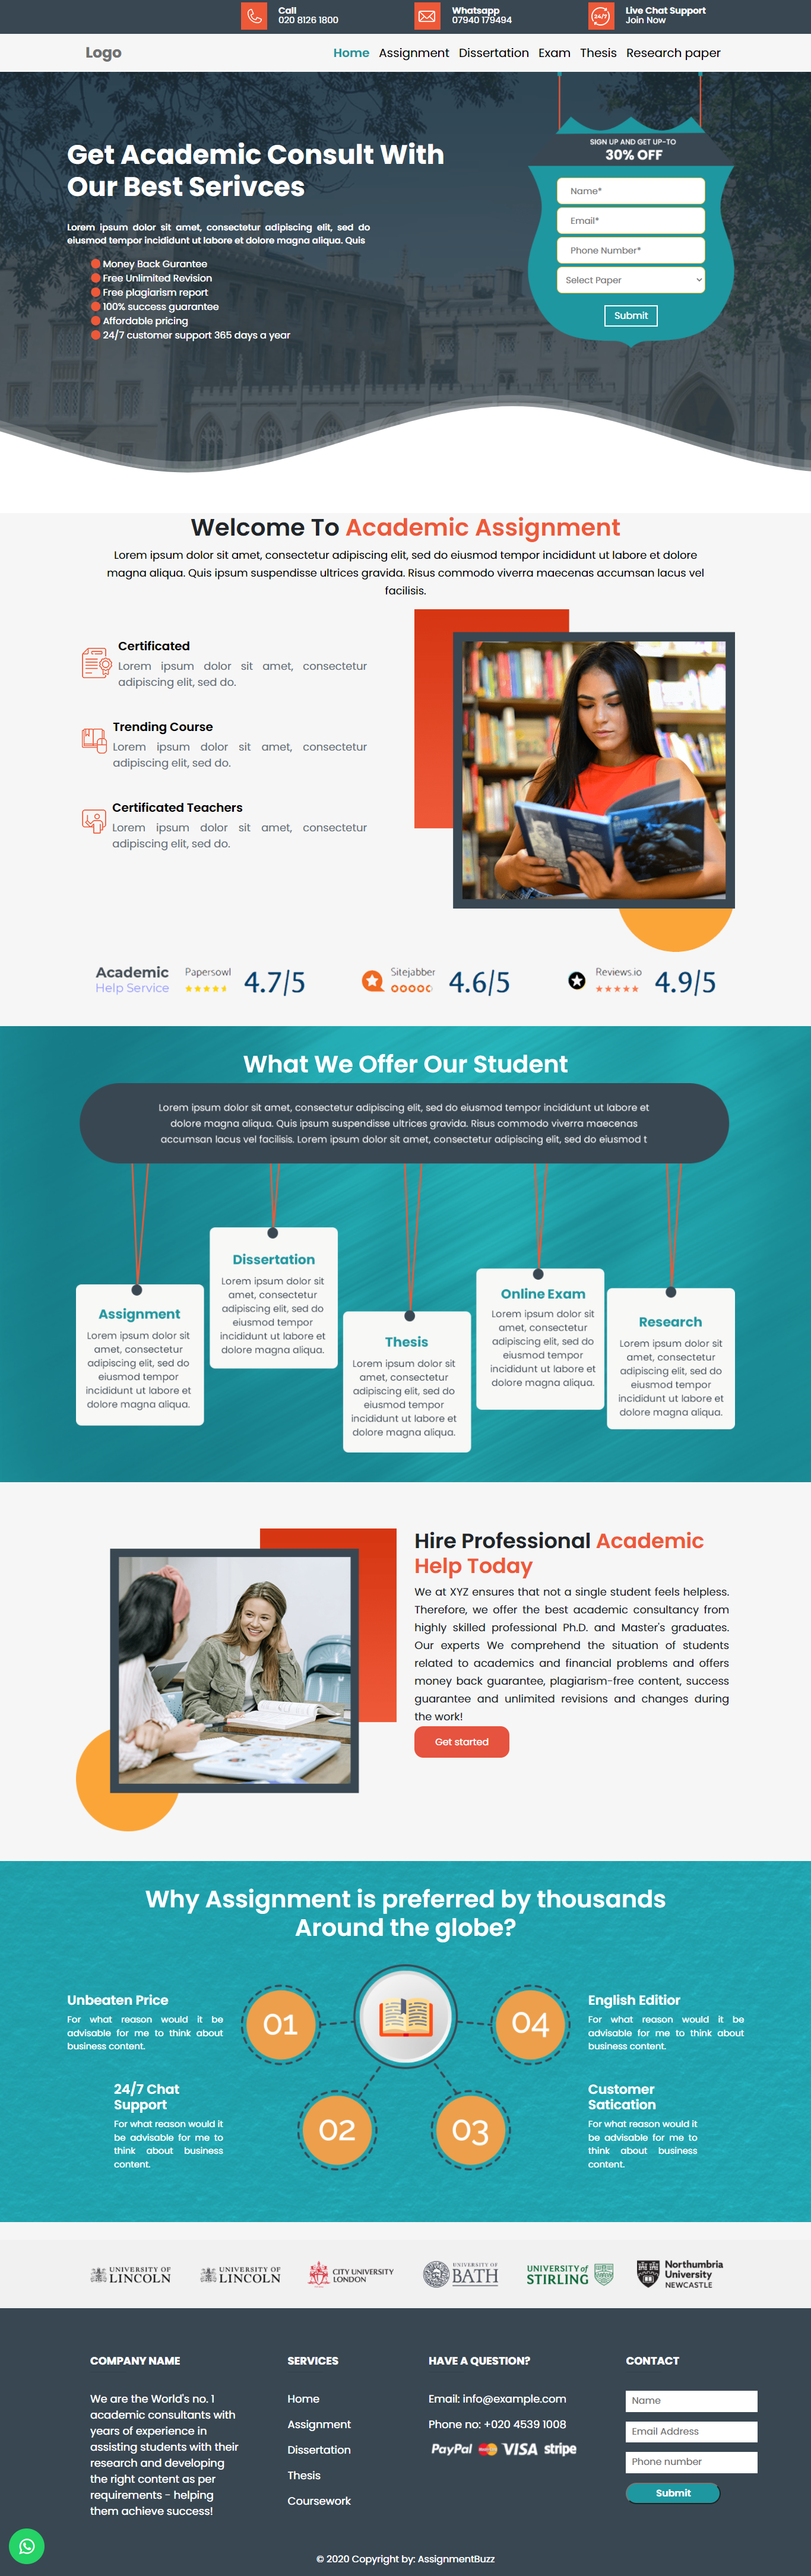 Call
020 8126 1800
Whatsapp
07940 179494
24/7
Live Chat Support
Join Now
Logo
Home Assignment Dissertation Exam Thesis Research paper
Get Academic Consult With
Our Best Serivces
Lorem ipsum dolor sit amet, consectetur adipiscing elit, sed do
eiusmod tempor incididunt ut labore et dolore magna aliqua. Quis
Money Back Gurantee
Free Unlimited Revision
Free plagiarism report
100% success guarantee
Affordable pricing
24/7 customer support 365 days a year
SIGN UP AND GET UP-TO
30% OFF
Name*
Email*
Phone Number*
Select Paper
Submit
Welcome To Academic Assignment
Lorem ipsum dolor sit amet, consectetur adipiscing elit, sed do eiusmod tempor incididunt ut labore et dolore
magna aliqua. Quis ipsum suspendisse ultrices gravida. Risus commodo viverra maecenas accumsan lacus vel
facilisis.
Certificated
Lorem ipsum dolor sit amet, consectetur
adipiscing elit, sed do.
Trending Course
Lorem ipsum dolor sit amet, consectetur
adipiscing elit, sed do.
Certificated Teachers
Lorem ipsum dolor sit amet, consectetur
adipiscing elit, sed do.
Academic
Help Service
Papersowl
4.7/5
Sitejabber
4.6/5
Reviews.io
4.9/5
What We Offer Our Student
Lorem ipsum dolor sit amet, consectetur adipiscing elit, sed do eiusmod tempor incididunt ut labore et
dolore magna aliqua. Quis ipsum suspendisse ultrices gravida. Risus commodo viverra maecenas
accumsan lacus vel facilisis. Lorem ipsum dolor sit amet, consectetur adipiscing elit, sed do eiusmod t
Assignment
Lorem ipsum dolor sit
amet, consectetur
adipiscing elit, sed do
eiusmod tempor
incididunt ut labore et
dolore magna aliqua.
Dissertation
Lorem ipsum dolor sit
amet, consectetur
adipiscing elit, sed do
eiusmod tempor
incididunt ut labore et
dolore magna aliqua.
Thesis
Lorem ipsum dolor sit
amet, consectetur
adipiscing elit, sed do
eiusmod tempor
incididunt ut labore et
dolore magna aliqua.
Online Exam
Lorem ipsum dolor sit
amet, consectetur
adipiscing elit, sed do
eiusmod tempor
incididunt ut labore et
dolore magna aliqua.
Research
Lorem ipsum dolor sit
amet, consectetur
adipiscing elit, sed do
eiusmod tempor
incididunt ut labore et
dolore magna aliqua.
Hire Professional Academic
Help Today
We at XYZ ensures that not a single student feels helpless.
Therefore, we offer the best academic consultancy from
highly skilled professional Ph.D. and Master's graduates.
Our experts We comprehend the situation of students
related to academics and financial problems and offers
money back guarantee, plagiarism-free content, success
guarantee and unlimited revisions and changes during
the work!
Get started
Why Assignment is preferred by thousands
Around the globe?
Unbeaten Price
For what reason would it be
advisable for me to think about
business content.
01
04
English Editior
For what reason would it be
advisable for me to think about
business content.
24/7 Chat
Support
For what reason would it
be advisable for me to
think about business
content.
02
03
Customer
Satication
For what reason would it
be advisable for me to
think about business
content.
UNIVERSITY OF
LINCOLN
UNIVERSITY OF
LINCOLN
CITY UNIVERSITY
LONDON
UNIVERSITY OF
BATH
UNIVERSITY of
STIRLING
Northumbria
University
NEWCASTLE
COMPANY NAME
We are the World's no. 1
academic consultants with
years of experience in
assisting students with their
research and developing
the right content as per
requirements - helping
them achieve success!
SERVICES
Home
Assignment
Dissertation
Thesis
Coursework
HAVE A QUESTION?
Email: info@example.com
Phone no: +020 4539 1008
PayPal VISA stripe
CONTACT
Name
Email Address
Phone number
Submit
© 2020 Copyright by: AssignmentBuzz